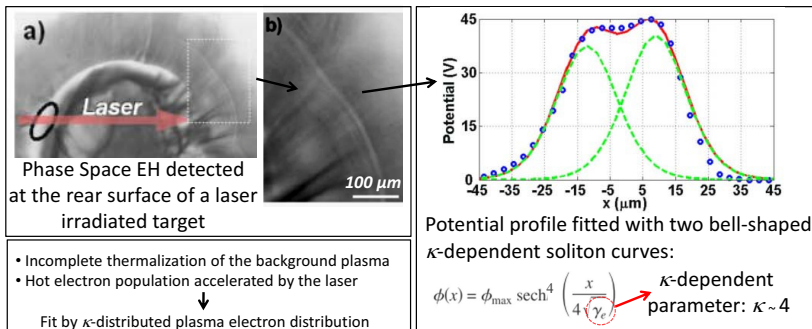 a)
Laser
b)
100 µm
Phase Space EH detected
at the rear surface of a laser
irradiated target
• Incomplete thermalization of the background plasma
• Hot electron population accelerated by the laser
Fit by κ-distributed plasma electron distribution
Potential (V)
45
30
15
0
-45 -35 -25 -15 -5 5 15 25 35 45
x (µm)
Potential profile fitted with two bell-shaped
κ-dependent soliton curves:
ϕ(x) = ϕmax sech⁴ (x / 4√γe)
κ-dependent
parameter: κ ~ 4